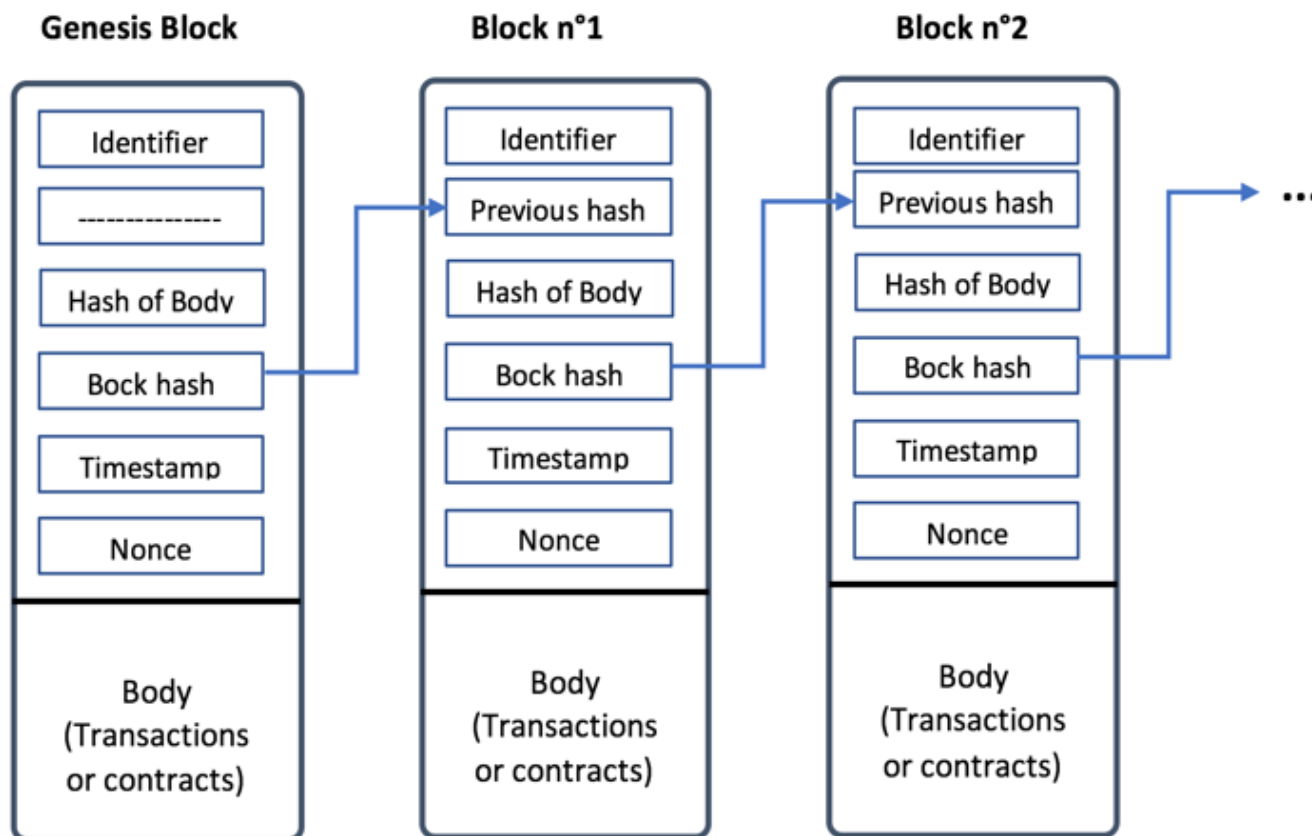 Genesis Block
Identifier
---------------
Hash of Body
Bock hash
Timestamp
Nonce
Body
(Transactions
or contracts)
Block n°1
Identifier
Previous hash
Hash of Body
Bock hash
Timestamp
Nonce
Body
(Transactions
or contracts)
Block n°2
Identifier
Previous hash
Hash of Body
Bock hash
Timestamp
Nonce
Body
(Transactions
or contracts)
...